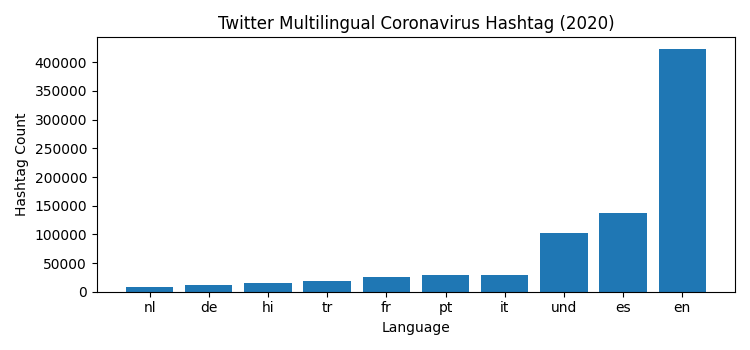 Twitter Multilingual Coronavirus Hashtag (2020)
Hashtag Count
400000
350000
300000
250000
200000
150000
100000
50000
0
nl de hi tr fr pt it und es en
Language